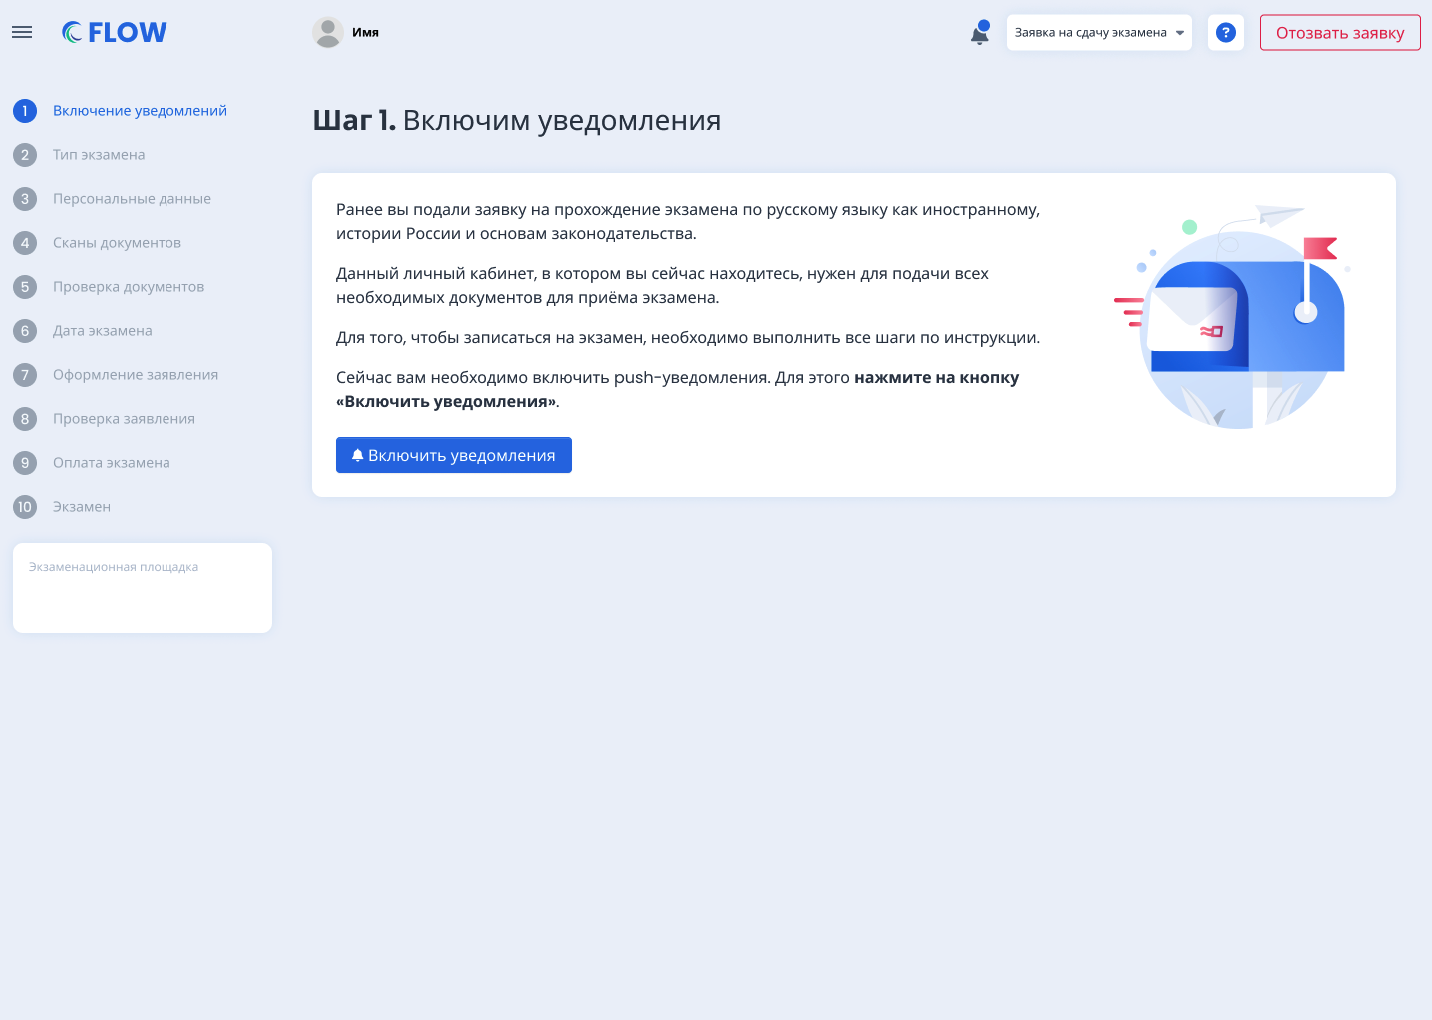 FLOW
Имя
Заявка на сдачу экзамена
?
Отозвать заявку
1 Включение уведомлений
2 Тип экзамена
3 Персональные данные
4 Сканы документов
5 Проверка документов
6 Дата экзамена
7 Оформление заявления
8 Проверка заявления
9 Оплата экзамена
10 Экзамен
Экзаменационная площадка
Шаг 1. Включим уведомления
Ранее вы подали заявку на прохождение экзамена по русскому языку как иностранному,
истории России и основам законодательства.
Данный личный кабинет, в котором вы сейчас находитесь, нужен для подачи всех
необходимых документов для приёма экзамена.
Для того, чтобы записаться на экзамен, необходимо выполнить все шаги по инструкции.
Сейчас вам необходимо включить push-уведомления. Для этого нажмите на кнопку
«Включить уведомления».
Включить уведомления